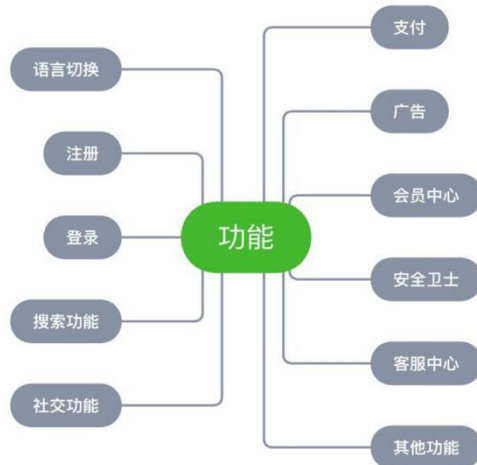 支付
语言切换
广告
注册
会员中心
功能
登录
安全卫士
搜索功能
客服中心
社交功能
其他功能